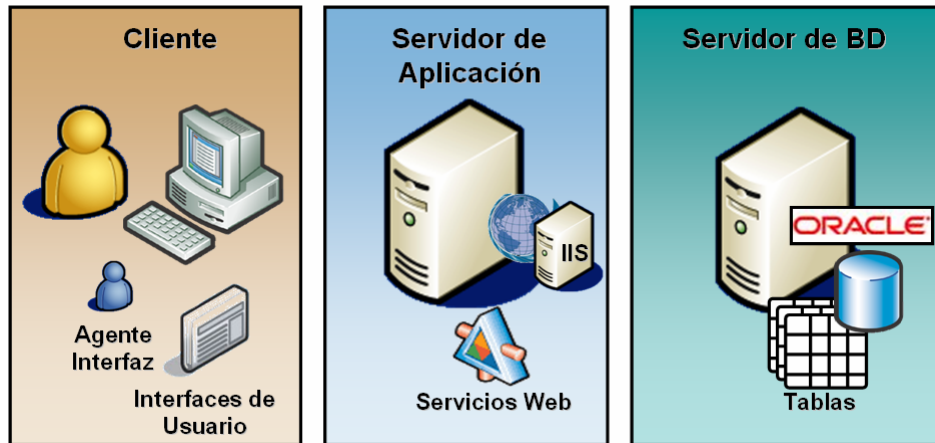 Cliente
Agente
Interfaz
Interfaces de
Usuario
Servidor de
Aplicación
IIS
Servicios Web
Servidor de BD
ORACLE
Tablas